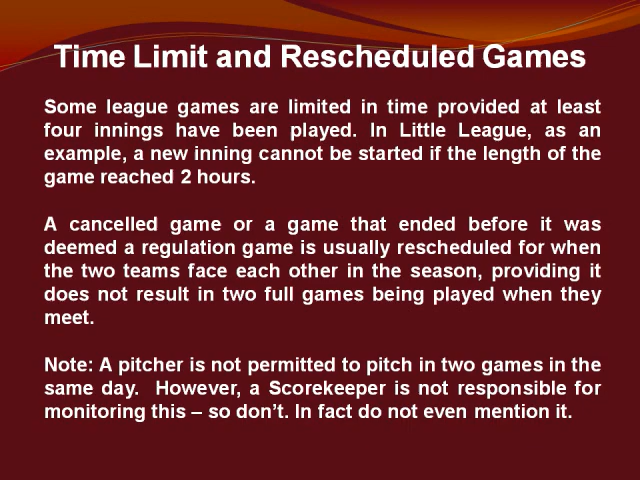 Time Limit and Rescheduled Games
Some league games are limited in time provided at least
four innings have been played. In Little League, as an
example, a new inning cannot be started if the length of the
game reached 2 hours.
A cancelled game or a game that ended before it was
deemed a regulation game is usually rescheduled for when
the two teams face each other in the season, providing it
does not result in two full games being played when they
meet.
Note: A pitcher is not permitted to pitch in two games in the
same day.  However, a Scorekeeper is not responsible for
monitoring this – so don’t. In fact do not even mention it.